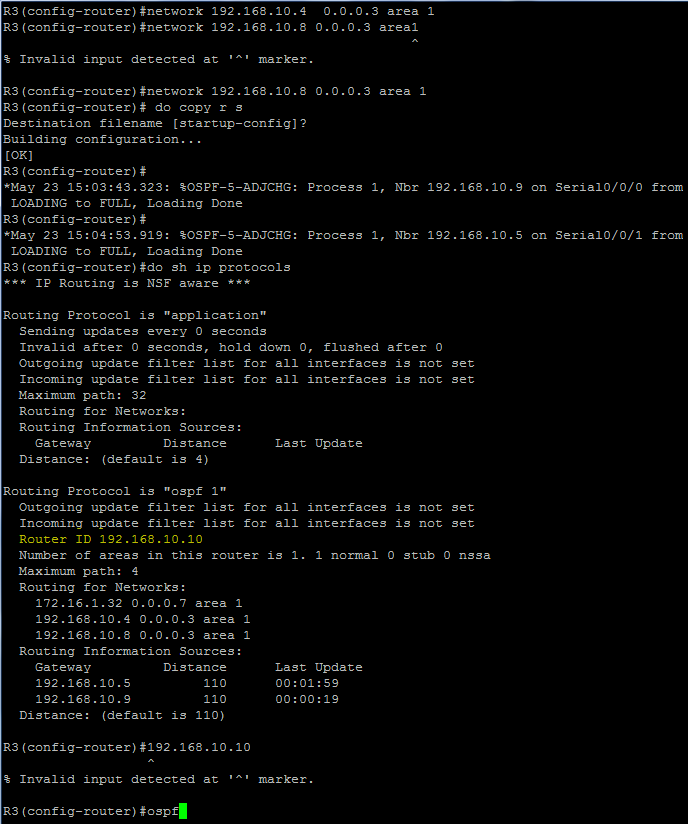 R3(config-router)#network 192.168.10.4  0.0.0.3 area 1
R3(config-router)#network 192.168.10.8 0.0.0.3 area1
                                                   ^
% Invalid input detected at '^' marker.

R3(config-router)#network 192.168.10.8 0.0.0.3 area 1
R3(config-router)# do copy r s
Destination filename [startup-config]?
Building configuration...
[OK]
R3(config-router)#
*May 23 15:03:43.323: %OSPF-5-ADJCHG: Process 1, Nbr 192.168.10.9 on Serial0/0/0 from
 LOADING to FULL, Loading Done
R3(config-router)#
*May 23 15:04:53.919: %OSPF-5-ADJCHG: Process 1, Nbr 192.168.10.5 on Serial0/0/1 from
 LOADING to FULL, Loading Done
R3(config-router)#do sh ip protocols
*** IP Routing is NSF aware ***

Routing Protocol is "application"
  Sending updates every 0 seconds
  Invalid after 0 seconds, hold down 0, flushed after 0
  Outgoing update filter list for all interfaces is not set
  Incoming update filter list for all interfaces is not set
  Maximum path: 32
  Routing for Networks:
  Routing Information Sources:
    Gateway         Distance      Last Update
  Distance: (default is 4)

Routing Protocol is "ospf 1"
  Outgoing update filter list for all interfaces is not set
  Incoming update filter list for all interfaces is not set
  Router ID 192.168.10.10
  Number of areas in this router is 1. 1 normal 0 stub 0 nssa
  Maximum path: 4
  Routing for Networks:
    172.16.1.32 0.0.0.7 area 1
    192.168.10.4 0.0.0.3 area 1
    192.168.10.8 0.0.0.3 area 1
  Routing Information Sources:
    Gateway         Distance      Last Update
    192.168.10.5         110      00:01:59
    192.168.10.9         110      00:00:19
  Distance: (default is 110)

R3(config-router)#192.168.10.10
                  ^
% Invalid input detected at '^' marker.

R3(config-router)#ospf